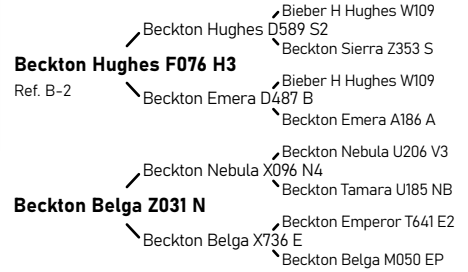 Bieber H Hughes W109
Beckton Hughes D589 S2
Beckton Sierra Z353 S
Beckton Hughes F076 H3
Ref. B-2
Bieber H Hughes W109
Beckton Emera D487 B
Beckton Emera A186 A
Beckton Nebula U206 V3
Beckton Nebula X096 N4
Beckton Tamara U185 NB
Beckton Belga Z031 N
Beckton Emperor T641 E2
Beckton Belga X736 E
Beckton Belga M050 EP